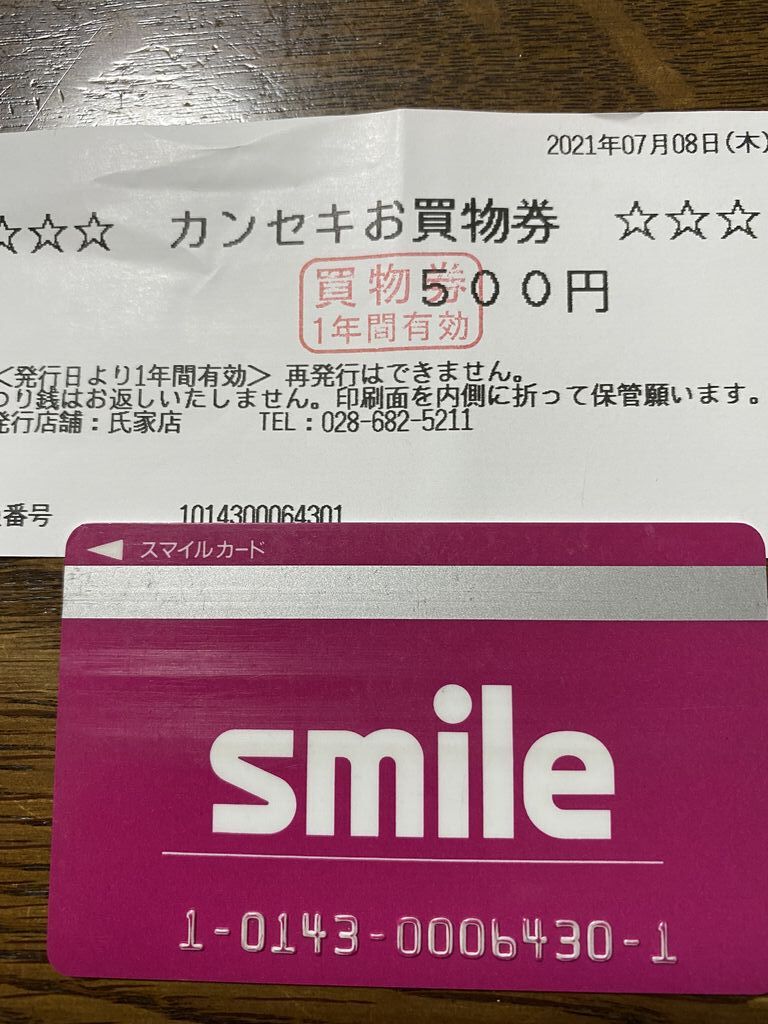 2021年07月08日(木)
☆☆☆ カンセキお買物券 ☆☆☆
500円
買物券
1年間有効
＜発行日より1年間有効＞ 再発行はできません。
つり銭はお返しいたしません。印刷面を内側に折って保管願います。
発行店舗：氏家店 TEL：028-682-5211
番号 1014300064301
スマイルカード
smile
1-0143-0006430-1